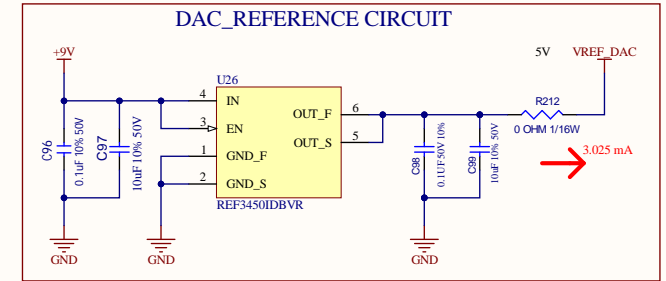 DAC_REFERENCE CIRCUIT
+9V
5V
VREF_DAC
U26
4
IN
3
EN
1
GND_F
2
GND_S
OUT_F
6
OUT_S
5
REF3450IDBVR
C96
0.1uF 10% 50V
C97
10uF 10% 50V
C98
0.1UF 50V 10%
C99
10uF 10% 50V
R212
0 OHM 1/16W
3.025 mA
GND
GND
GND